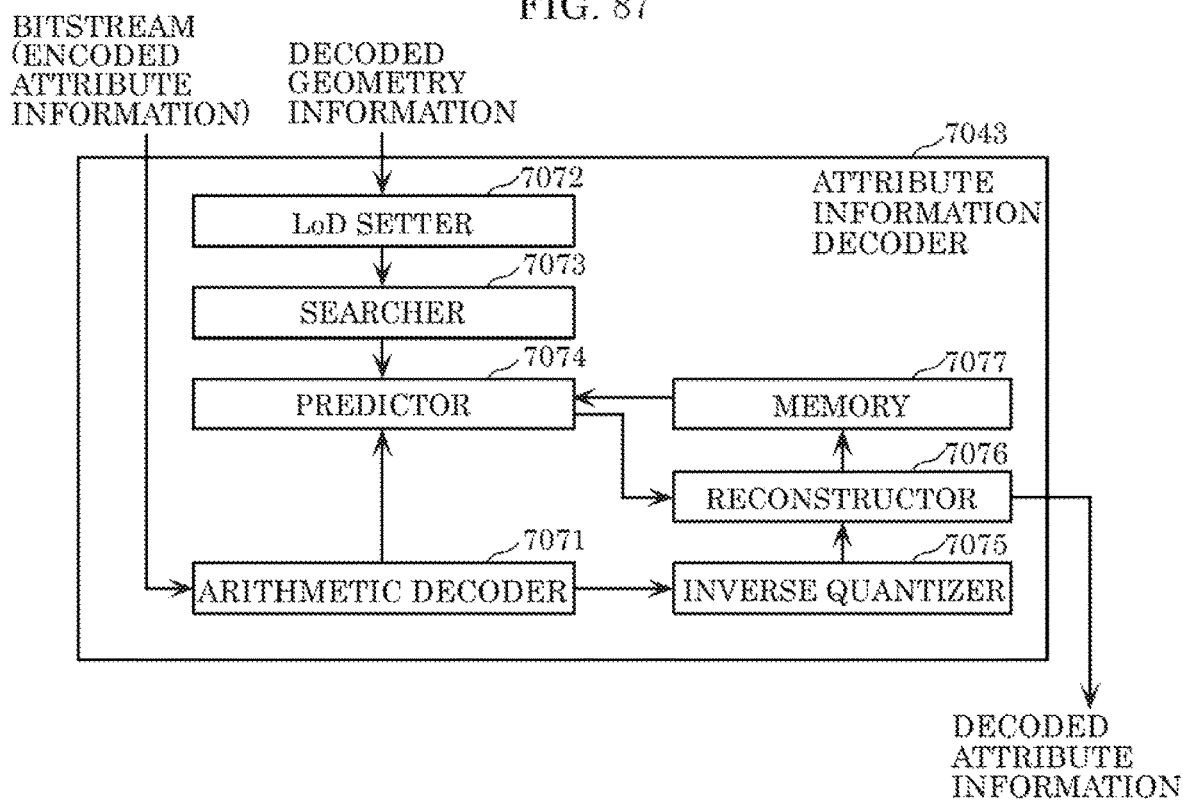 FIG. 87
BITSTREAM
(ENCODED
ATTRIBUTE
INFORMATION)
DECODED
GEOMETRY
INFORMATION
7043
ATTRIBUTE
INFORMATION
DECODER
7072
LoD SETTER
7073
SEARCHER
7074
PREDICTOR
7077
MEMORY
7076
RECONSTRUCTOR
7071
ARITHMETIC DECODER
7075
INVERSE QUANTIZER
DECODED
ATTRIBUTE
INFORMATION